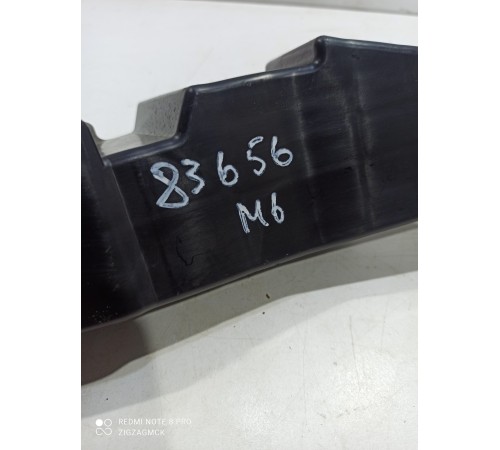 83656
M6
REDMI NOTE 8 PRO
ZIGZAGMCK